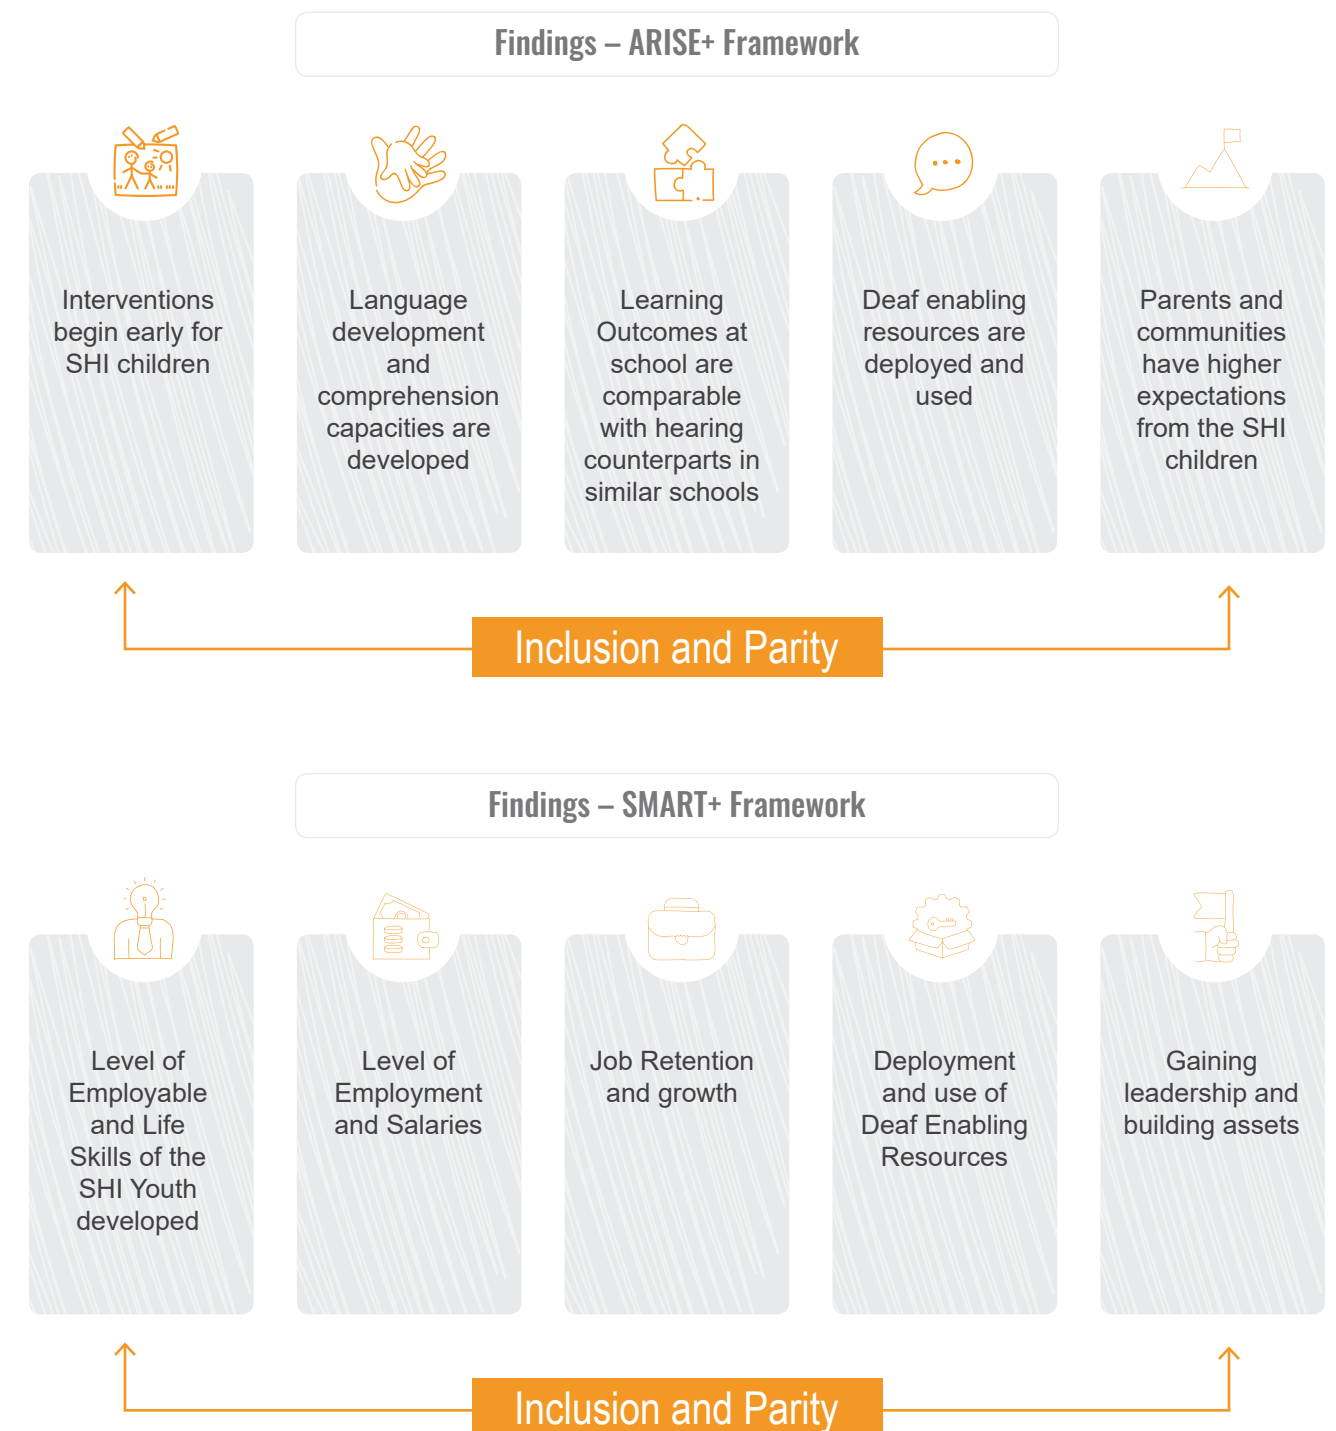 Findings – ARISE+ Framework
Interventions
begin early for
SHI children
Language
development
and
comprehension
capacities are
developed
Learning
Outcomes at
school are
comparable
with hearing
counterparts in
similar schools
Deaf enabling
resources are
deployed and
used
Parents and
communities
have higher
expectations
from the SHI
children
Inclusion and Parity
Findings – SMART+ Framework
Level of
Employable
and Life
Skills of the
SHI Youth
developed
Level of
Employment
and Salaries
Job Retention
and growth
Deployment
and use of
Deaf Enabling
Resources
Gaining
leadership and
building assets
Inclusion and Parity